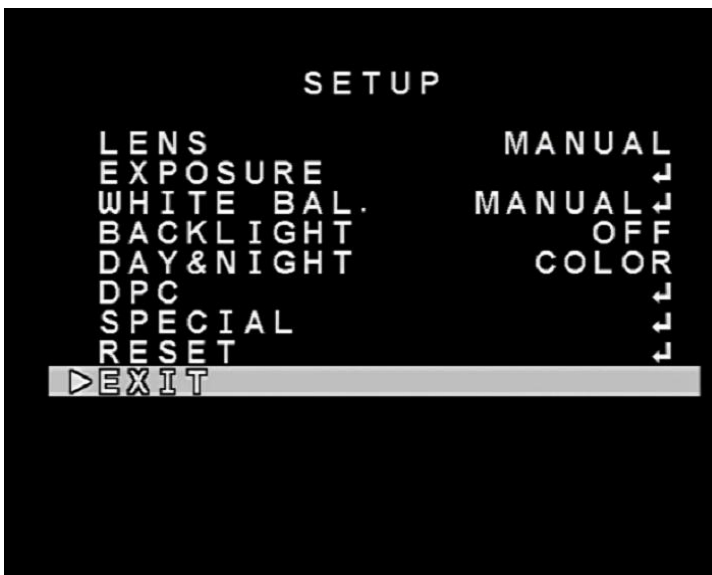 SETUP
LENS MANUAL
EXPOSURE ↵
WHITE BAL. MANUAL↵
BACKLIGHT OFF
DAY&NIGHT COLOR
DPC ↵
SPECIAL ↵
RESET ↵
▷EXIT